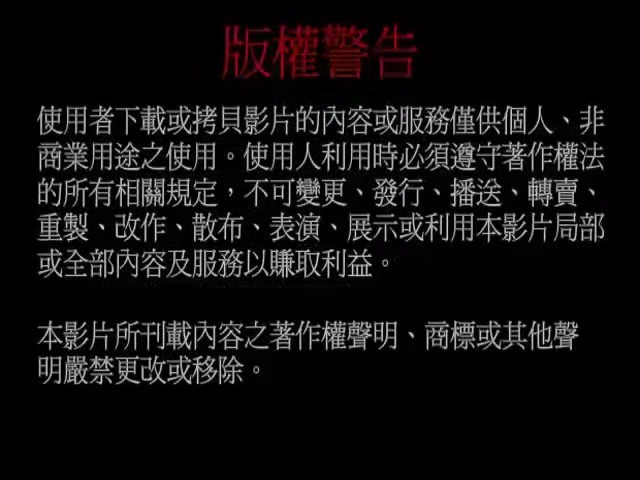 版權警告
使用者下載或拷貝影片的內容或服務僅供個人、非
商業用途之使用。使用人利用時必須遵守著作權法
的所有相關規定，不可變更、發行、播送、轉賣、
重製、改作、散布、表演、展示或利用本影片局部
或全部內容及服務以賺取利益。
本影片所刊載內容之著作權聲明、商標或其他聲
明嚴禁更改或移除。